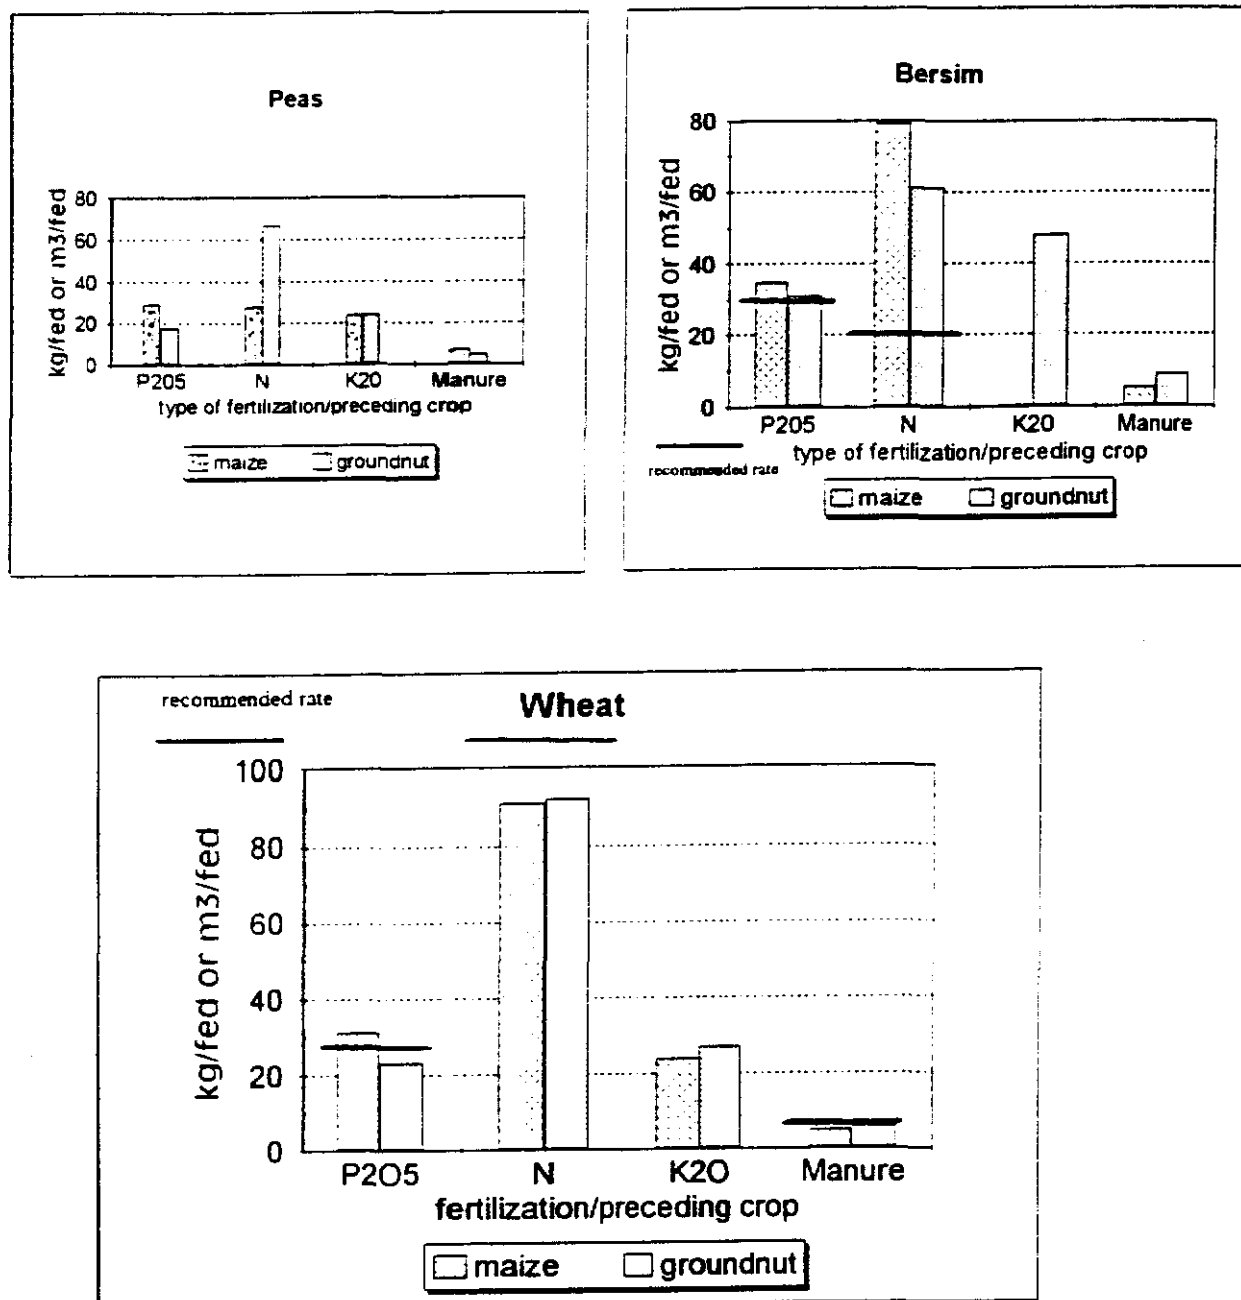 Peas
kg/fed or m3/fed
80
60
40
20
0
P205 N K20 Manure
type of fertilization/preceding crop
maize groundnut
Bersim
kg/fed or m3/fed
80
60
40
20
0
P205 N K20 Manure
type of fertilization/preceding crop
recommended rate
maize groundnut
recommended rate
Wheat
kg/fed or m3/fed
100
80
60
40
20
0
P2O5 N K2O Manure
fertilization/preceding crop
maize groundnut